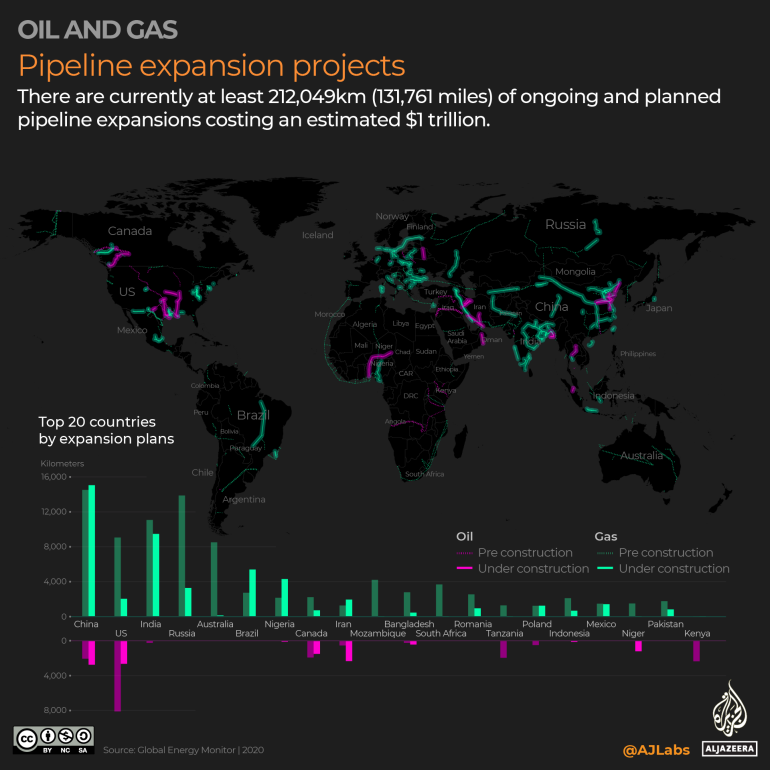 OIL AND GAS
Pipeline expansion projects
There are currently at least 212,049km (131,761 miles) of ongoing and planned
pipeline expansions costing an estimated $1 trillion.
Norway
Finland
Iceland
Canada
Russia
Mongolia
US
Turkey
Iraq
Iran
China
Japan
Mexico
Morocco
Algeria
Libya
Egypt
Saudi
Arabia
Oman
India
Mali
Niger
Chad
Sudan
Yemen
Philippines
Nigeria
CAR
Ethiopia
Colombia
Kenya
DRC
Indonesia
Peru
Brazil
Angola
Bolivia
Paraguay
Australia
Chile
South Africa
Argentina
Top 20 countries
by expansion plans
Kilometers
16,000
12,000
8,000
4,000
0
Oil
Gas
Pre construction
Pre construction
Under construction
Under construction
China
India
Australia
Nigeria
Iran
Bangladesh
Romania
Poland
Mexico
Pakistan
US
Russia
Brazil
Canada
Mozambique
South Africa
Tanzania
Indonesia
Niger
Kenya
0
4,000
8,000
cc
BY NC SA
Source: Global Energy Monitor | 2020
@AJLabs
ALJAZEERA